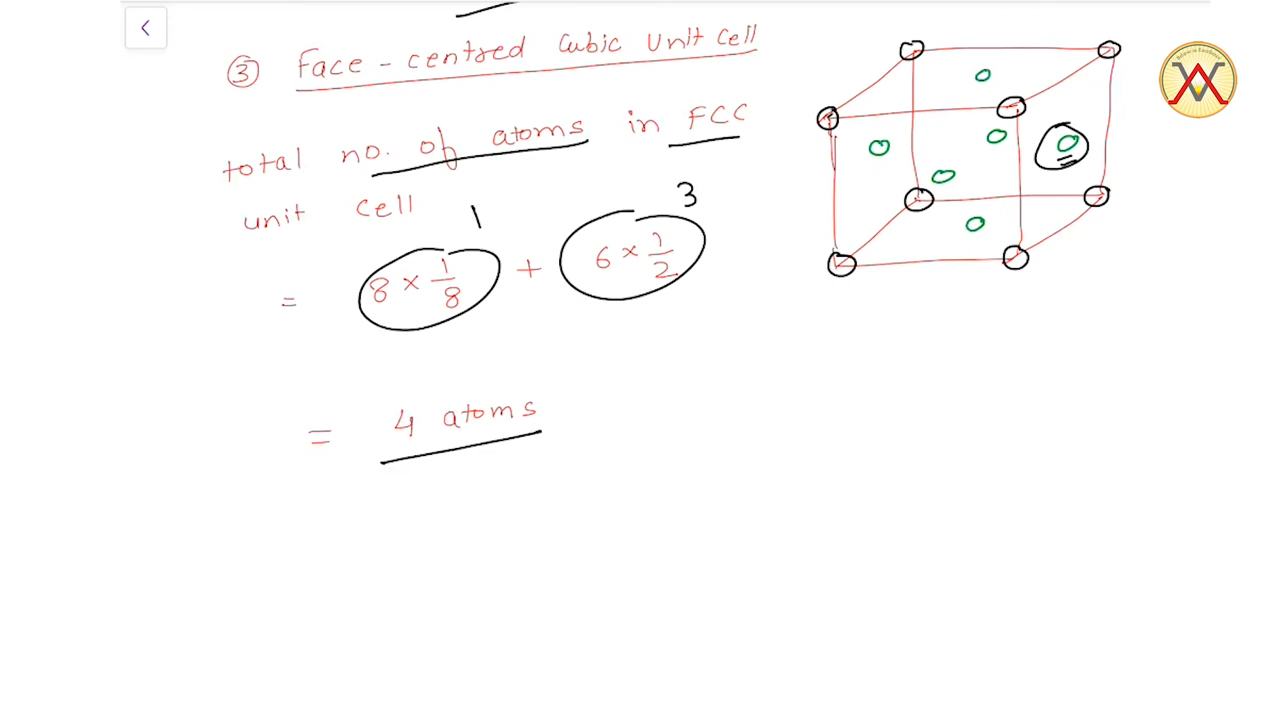 ③ Face-centred Cubic Unit Cell
total no. of atoms in FCC
unit cell
1 3
= 8 × 1/8 + 6 × 1/2
= 4 atoms